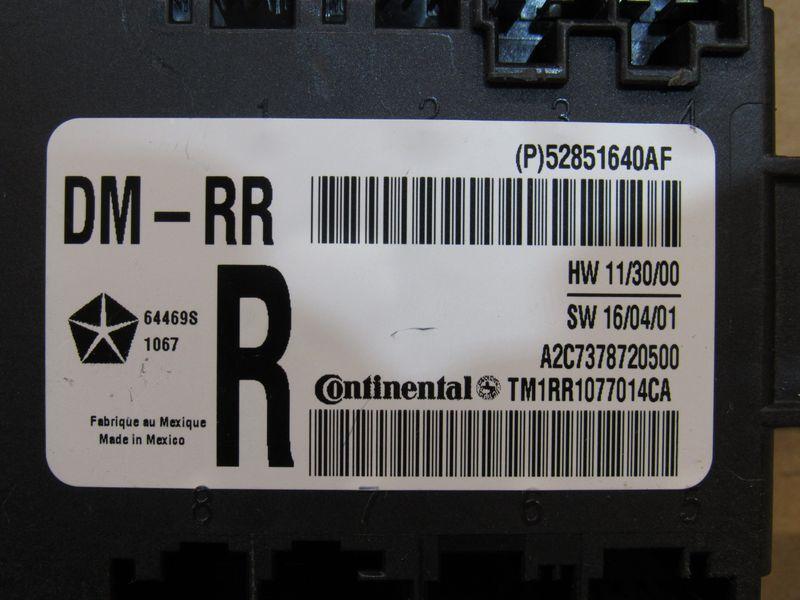 1 2 3 4
(P)52851640AF
DM-RR
HW 11/30/00
SW 16/04/01
64469S
1067
R
A2C7378720500
Continental TM1RR1077014CA
Fabrique au Mexique
Made in Mexico
8 7 6 5